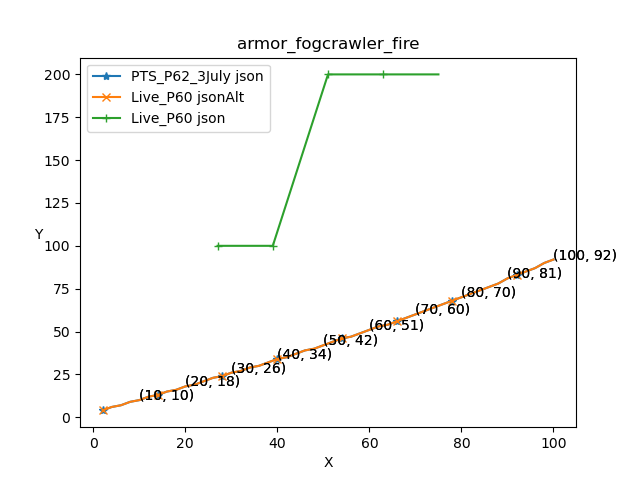 armor_fogcrawler_fire
PTS_P62_3July json
Live_P60 jsonAlt
Live_P60 json
200
175
150
125
100
75
50
25
0
Y
(100, 92)
(90, 81)
(80, 70)
(70, 60)
(60, 51)
(50, 42)
(40, 34)
(30, 26)
(20, 18)
(10, 10)
0 20 40 60 80 100
X